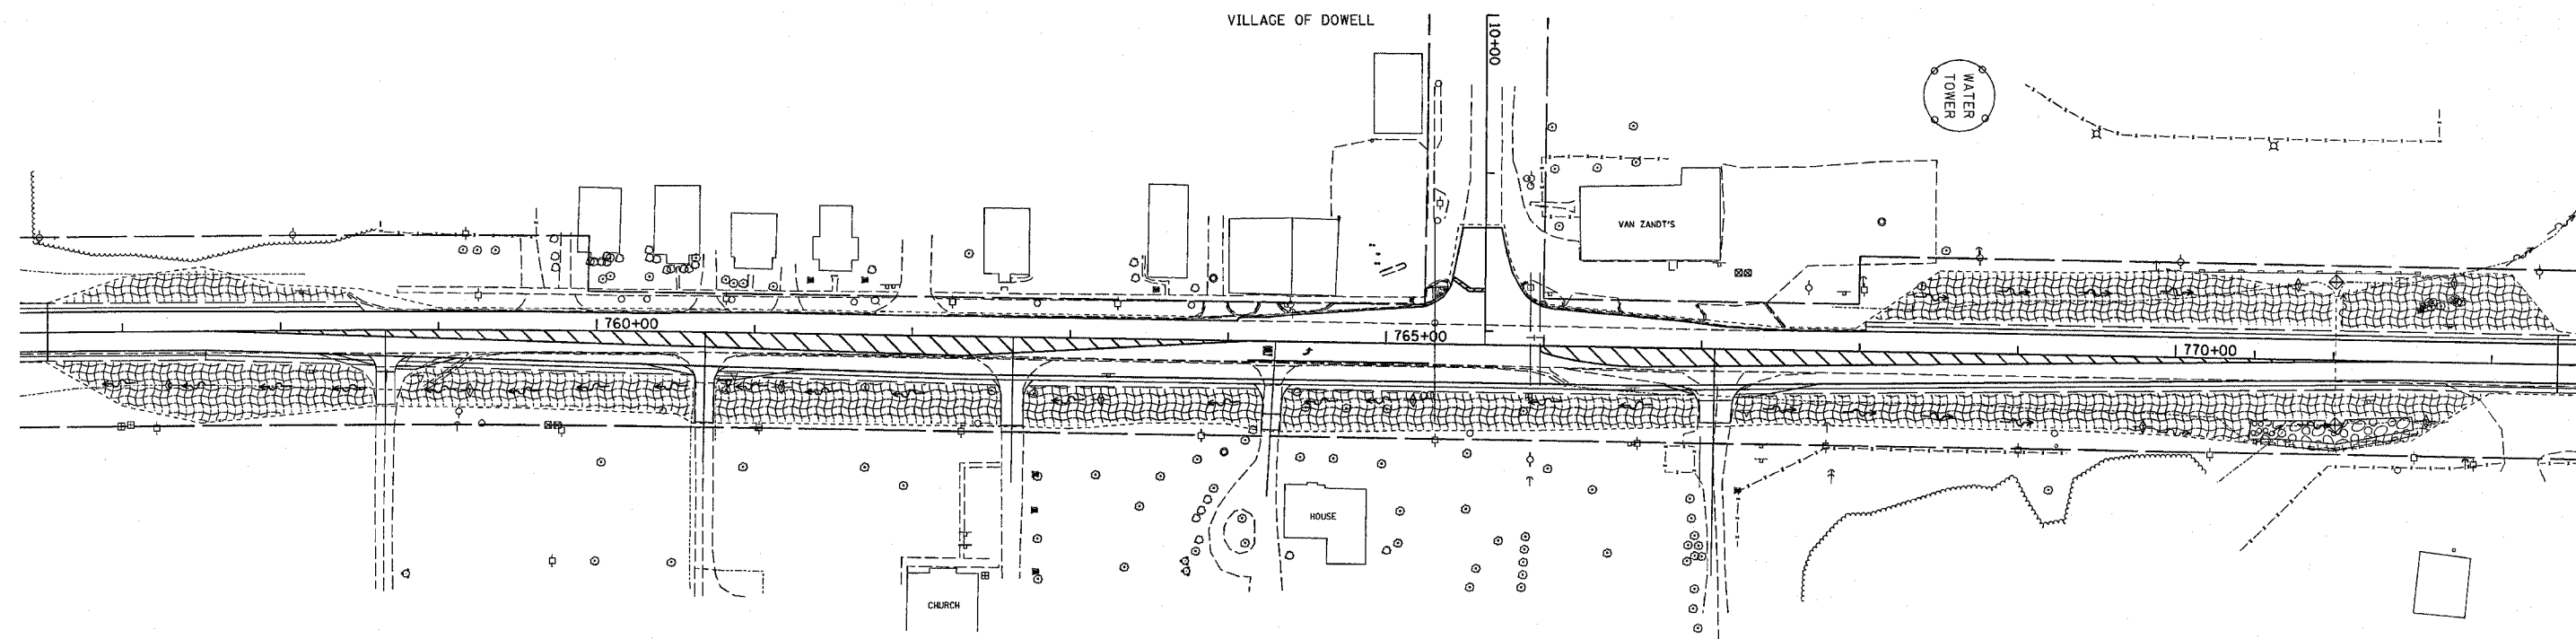 VILLAGE OF DOWELL
10+00
WATER
TOWER
VAN ZANDT'S
760+00
765+00
770+00
HOUSE
CHURCH